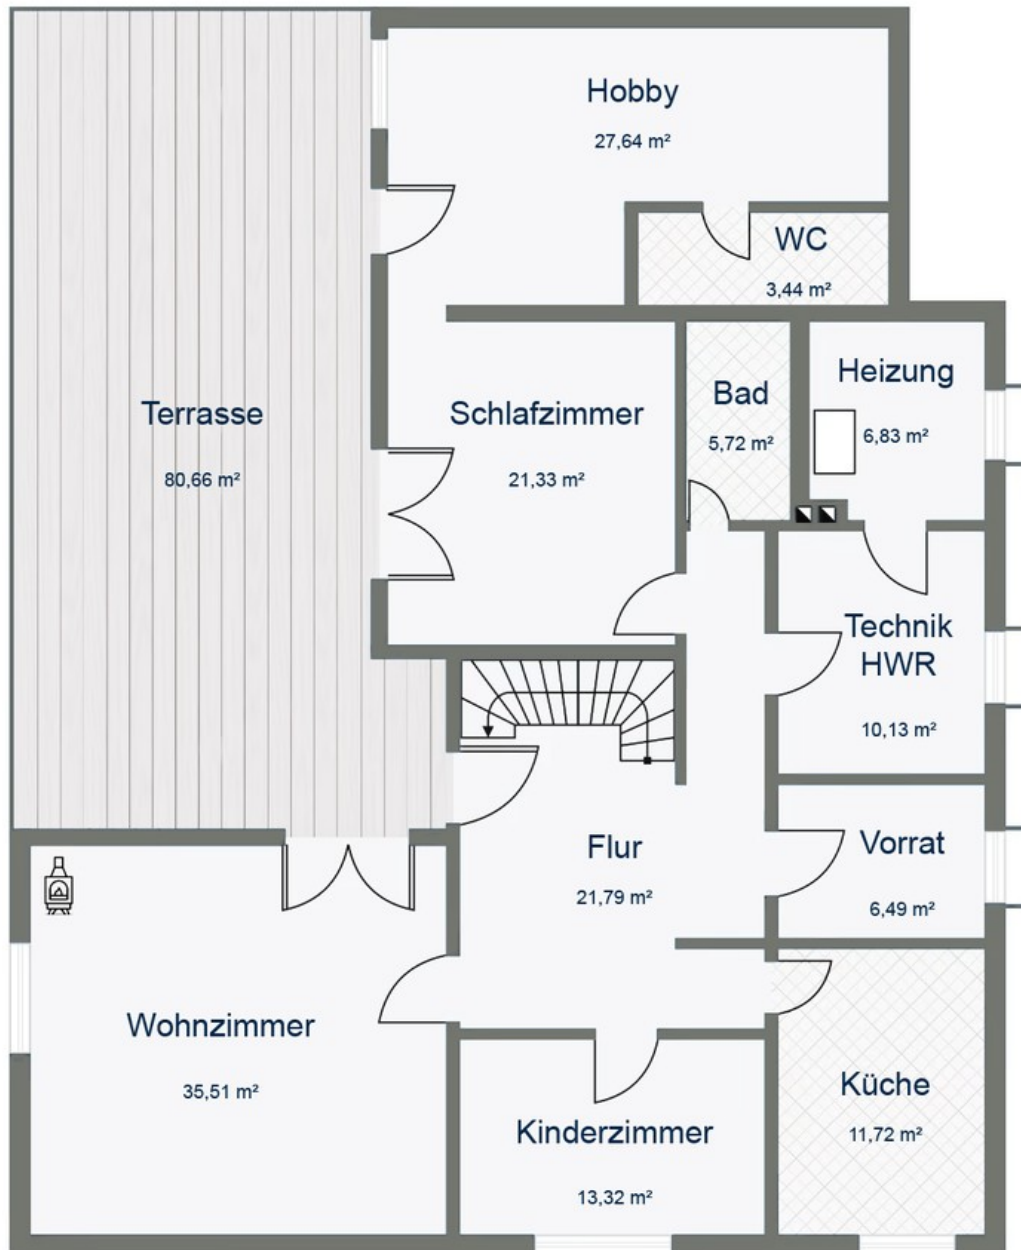 Hobby
27,64 m²
WC
3,44 m²
Terrasse
80,66 m²
Schlafzimmer
21,33 m²
Bad
5,72 m²
Heizung
6,83 m²
Technik
HWR
10,13 m²
Flur
21,79 m²
Vorrat
6,49 m²
Wohnzimmer
35,51 m²
Kinderzimmer
13,32 m²
Küche
11,72 m²